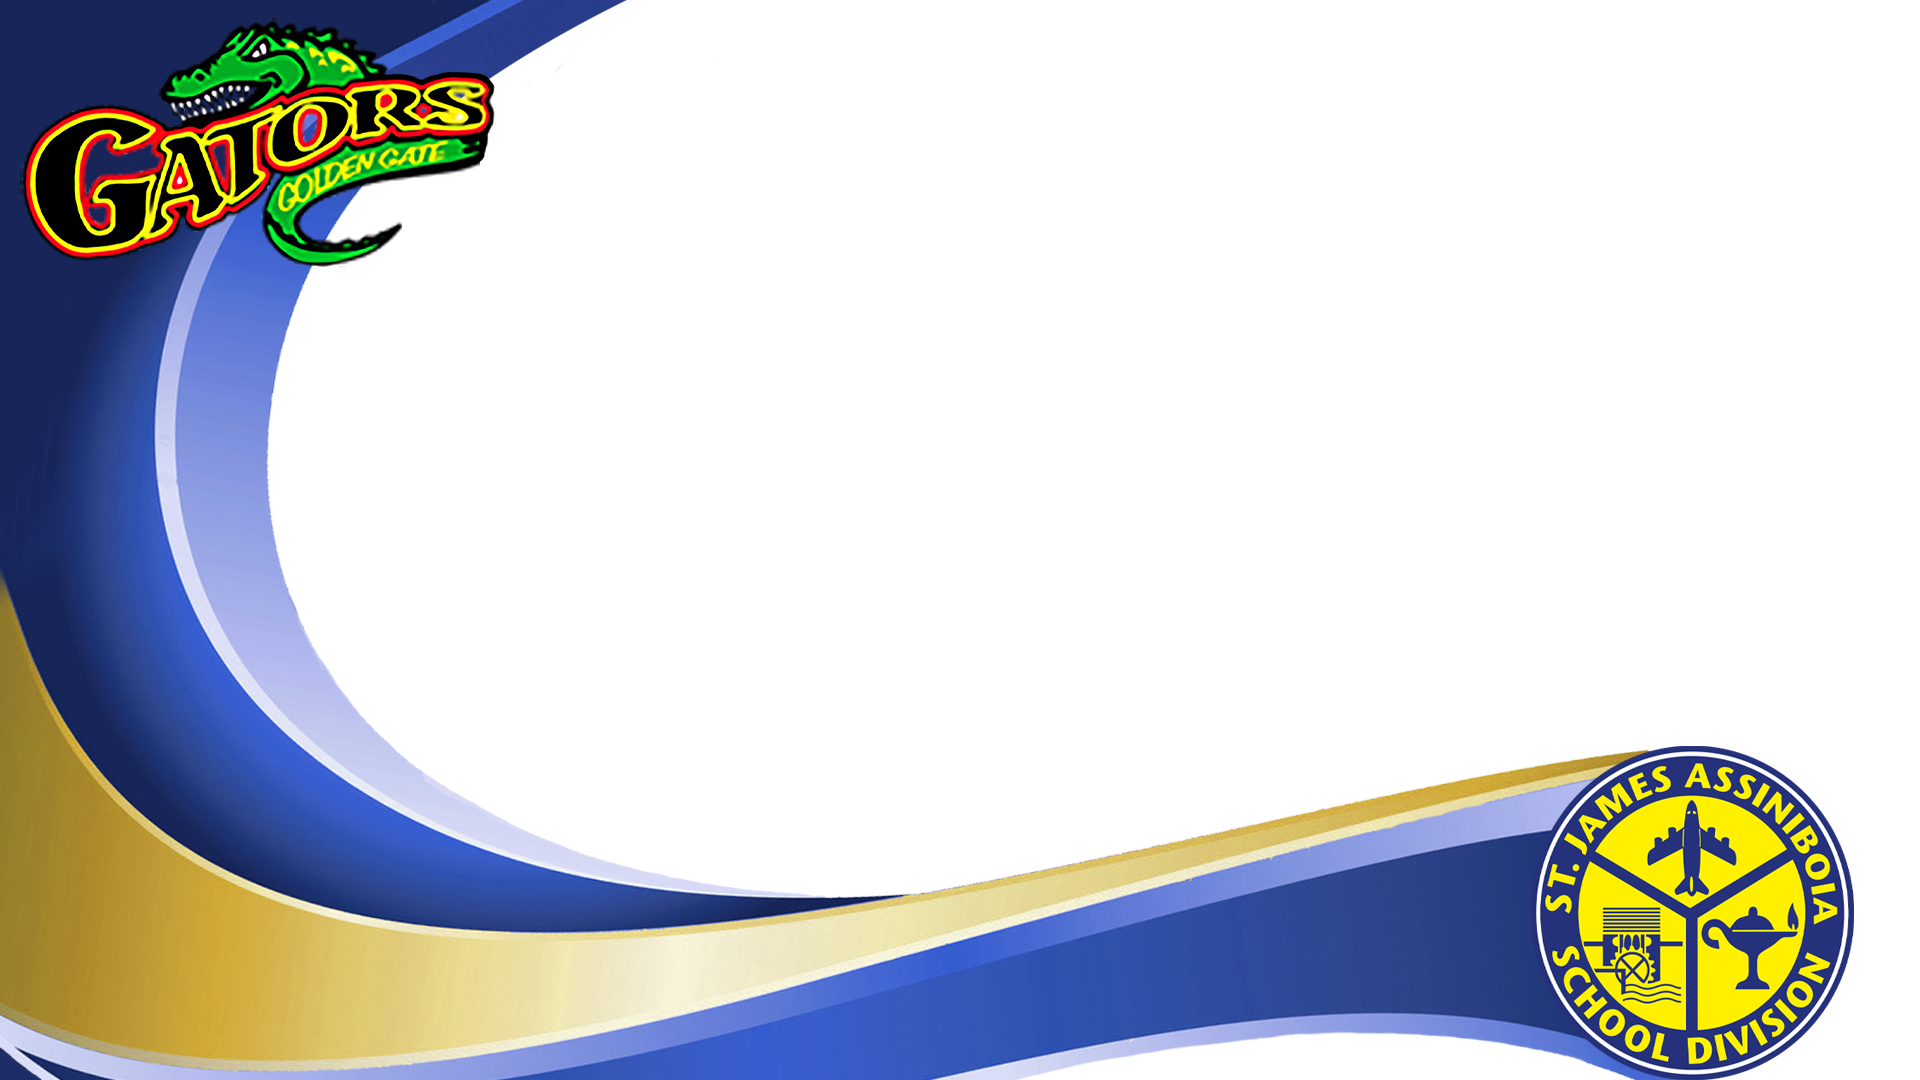 GATORS
GOLDEN GATE
ST. JAMES ASSINIBOIA
SCHOOL DIVISION